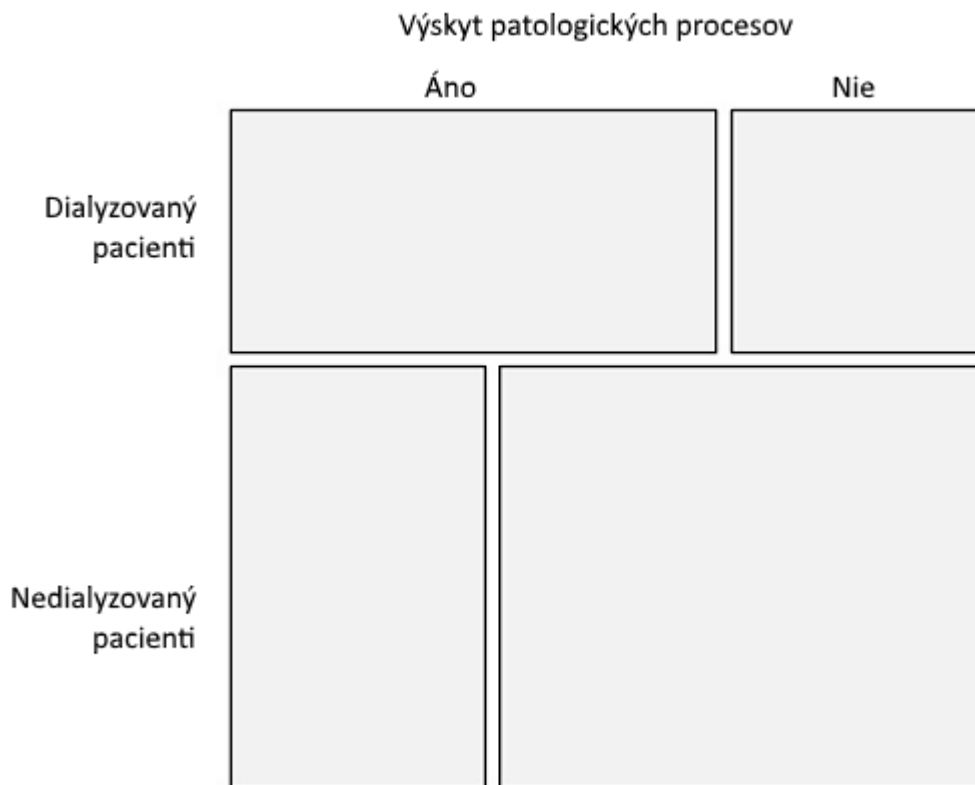 Výskyt patologických procesov
Áno
Nie
Dialyzovaný
pacienti
Nedialyzovaný
pacienti